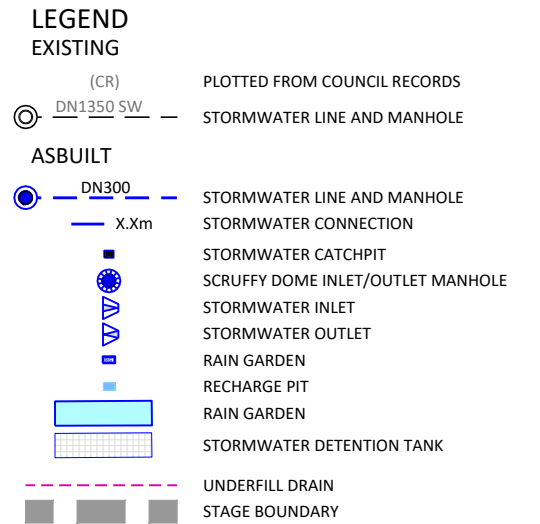 LEGEND
EXISTING
(CR) PLOTTED FROM COUNCIL RECORDS
DN1350 SW STORMWATER LINE AND MANHOLE
ASBUILT
DN300 STORMWATER LINE AND MANHOLE
X.Xm STORMWATER CONNECTION
STORMWATER CATCHPIT
SCRUFFY DOME INLET/OUTLET MANHOLE
STORMWATER INLET
STORMWATER OUTLET
RAIN GARDEN
RECHARGE PIT
RAIN GARDEN
STORMWATER DETENTION TANK
UNDERFILL DRAIN
STAGE BOUNDARY